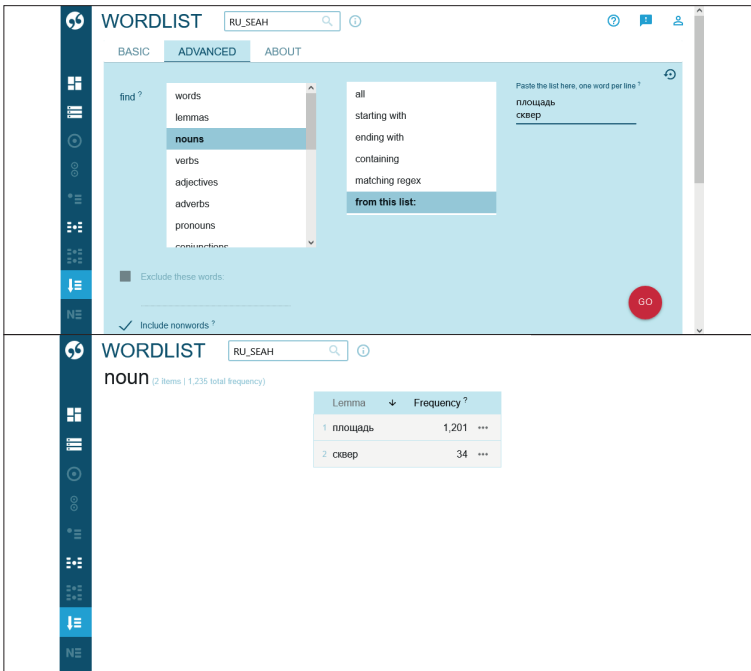 WORDLIST RU_SEAH
BASIC ADVANCED ABOUT
find ?
words
lemmas
nouns
verbs
adjectives
adverbs
pronouns
conjunctions
all
starting with
ending with
containing
matching regex
from this list:
Paste the list here, one word per line ?
площадь
сквер
Exclude these words:
Include nonwords ?
GO
NΞ
WORDLIST RU_SEAH
noun (2 items | 1,235 total frequency)
Lemma Frequency ?
1 площадь 1,201 •••
2 сквер 34 •••
NΞ